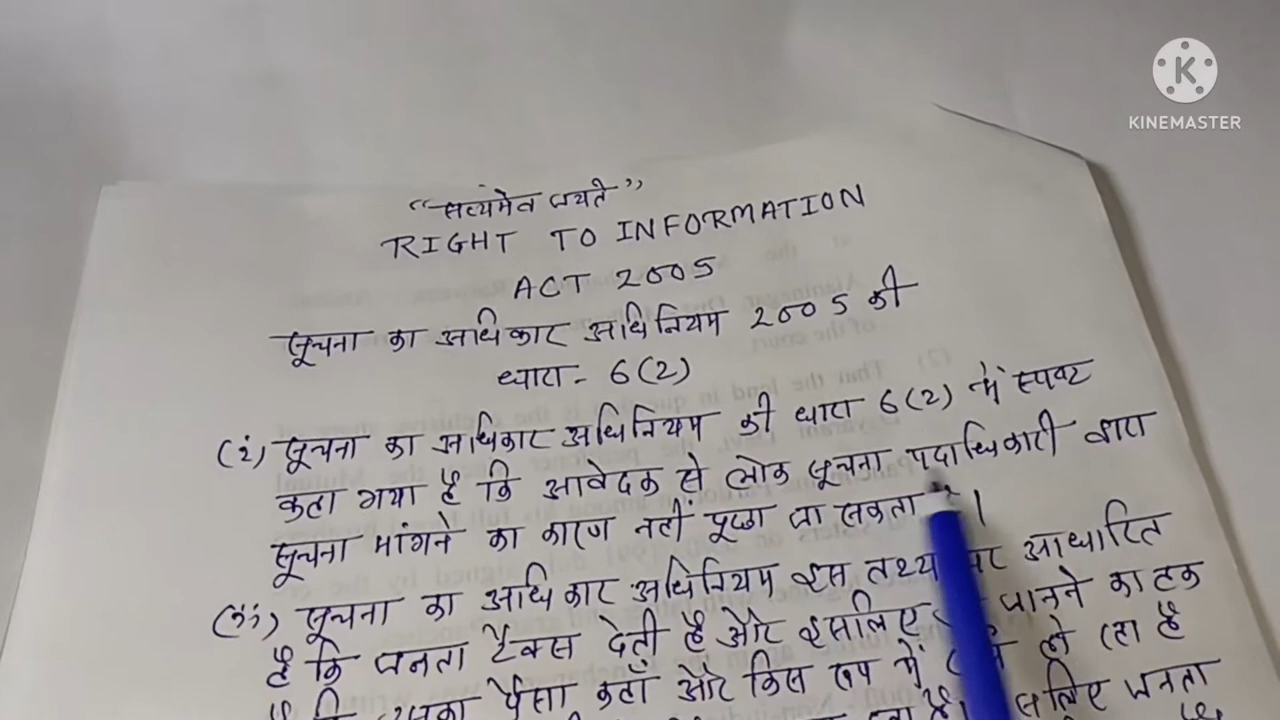 KINEMASTER
“सत्यमेव जयते”
RIGHT TO INFORMATION
ACT 2005
सूचना का अधिकार अधिनियम 2005 की
धारा - 6(2)
(i) सूचना का अधिकार अधिनियम की धारा 6(2) में स्पष्ट
कहा गया है कि आवेदक से लोक सूचना पदाधिकारी द्वारा
सूचना मांगने का कारण नहीं पूछा जा सकता है।
(ii) सूचना का अधिकार अधिनियम इस तथ्य पर आधारित
है कि जनता टैक्स देती है और इसलिए जानने का हक
पैसा कहाँ और किस रूप में हो रहा है
जनता